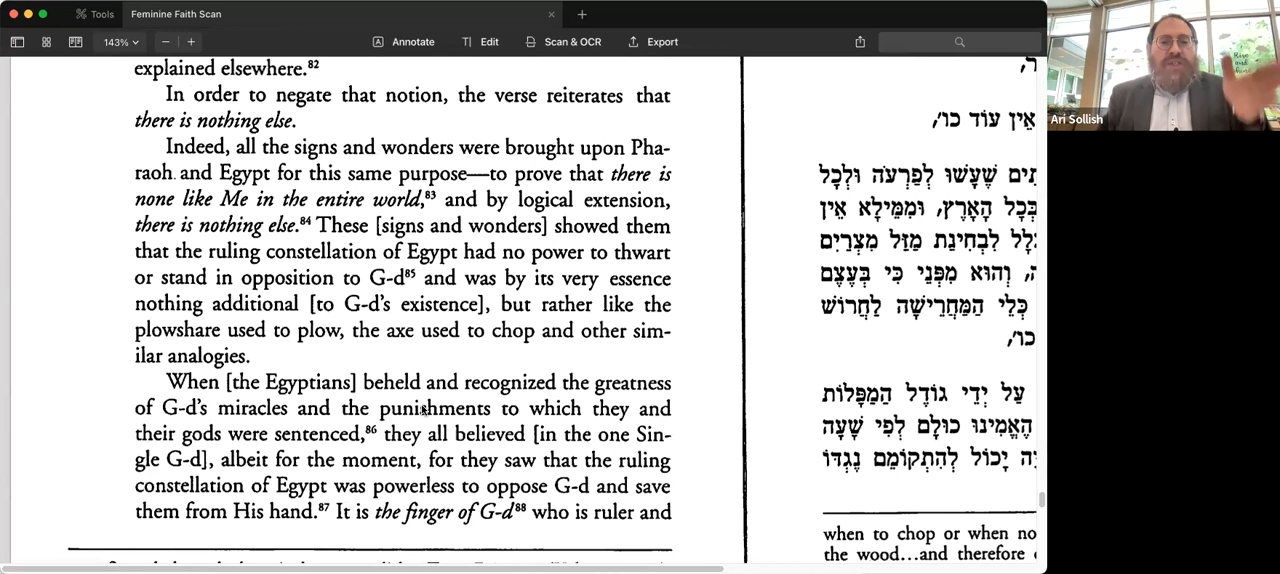 Tools
Feminine Faith Scan
143%
Annotate
Edit
Scan & OCR
Export
explained elsewhere.⁸²
In order to negate that notion, the verse reiterates that
there is nothing else.
Indeed, all the signs and wonders were brought upon Pha-
raoh and Egypt for this same purpose—to prove that there is
none like Me in the entire world,⁸³ and by logical extension,
there is nothing else.⁸⁴ These [signs and wonders] showed them
that the ruling constellation of Egypt had no power to thwart
or stand in opposition to G-d⁸⁵ and was by its very essence
nothing additional [to G-d's existence], but rather like the
plowshare used to plow, the axe used to chop and other sim-
ilar analogies.
When [the Egyptians] beheld and recognized the greatness
of G-d's miracles and the punishments to which they and
their gods were sentenced,⁸⁶ they all believed [in the one Sin-
gle G-d], albeit for the moment, for they saw that the ruling
constellation of Egypt was powerless to oppose G-d and save
them from His hand.⁸⁷ It is the finger of G-d⁸⁸ who is ruler and
אֵין עוֹד כוּ',
שֶׁעָשׂוּ לְפַרְעֹה וּלְכָל
בְּכָל הָאָרֶץ, וּמִמֵּילָא אֵין
לִבְחִינַת מַזַּל מִצְרַיִם
וְהוּא מִפְּנֵי כִּי בְּעֶצֶם
כְּלֵי הַמַּחֲרֵישָׁה לַחֲרוֹשׁ
כוּ',
עַל יְדֵי גּוֹדֶל הַמַּפָּלוֹת
הֶאֱמִינוּ כוּלָם לְפִי שָׁעָה
יָכוֹל לְהִתְקוֹמֵם נֶגְדּוֹ
when to chop or when no
the wood...and therefore
Ari Sollish
Rise
and